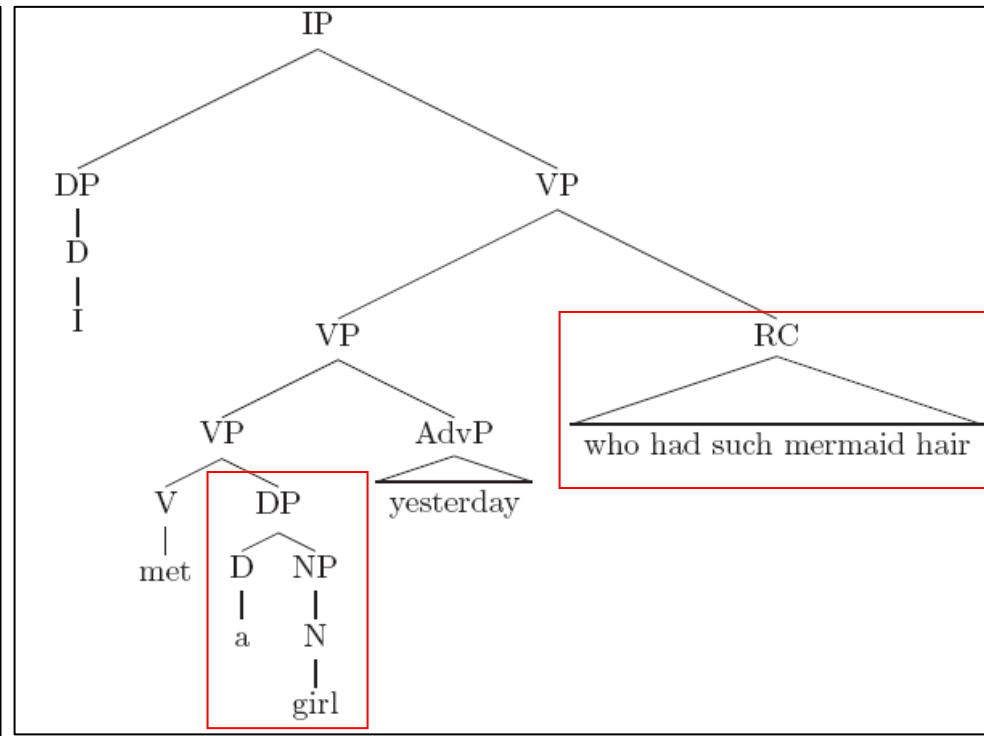 IP
DP VP
D
I
VP RC
who had such mermaid hair
VP AdvP
yesterday
V DP
met
D NP
a N
girl